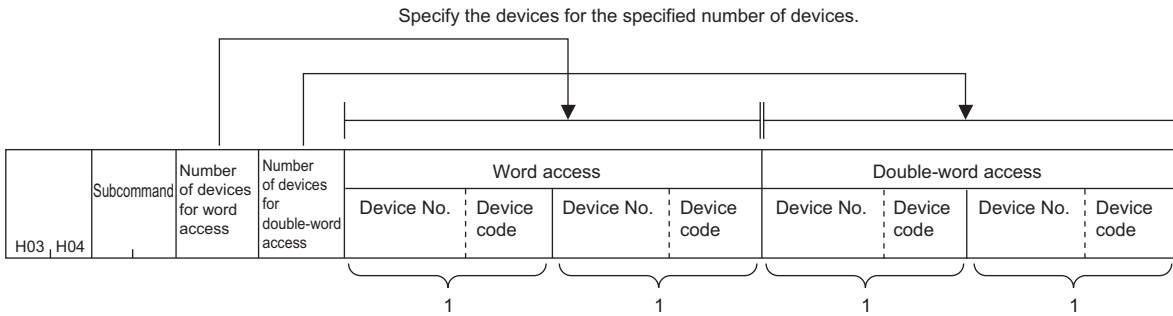 Specify the devices for the specified number of devices.
H03 H04
Subcommand
Number
of devices
for word
access
Number
of devices
for
double-word
access
Word access
Double-word access
Device No.
Device
code
Device No.
Device
code
Device No.
Device
code
Device No.
Device
code
1
1
1
1